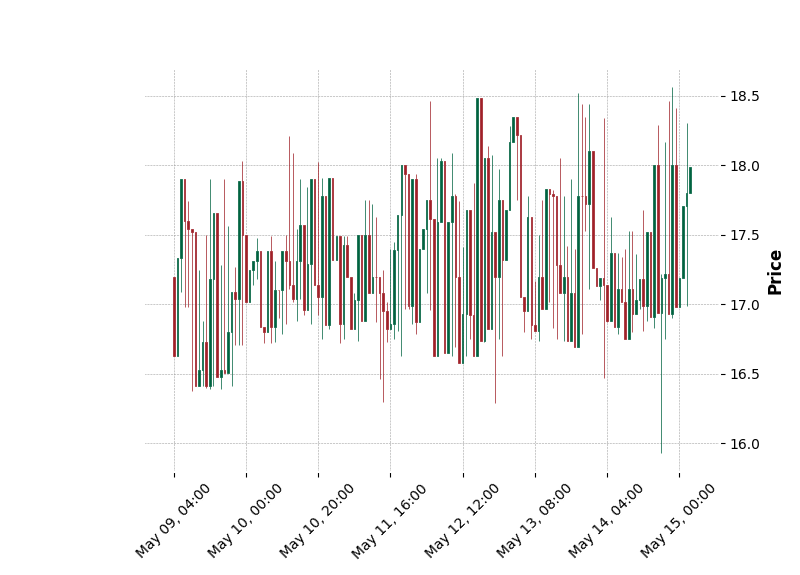 18.5
18.0
17.5
17.0
16.5
16.0
Price
May 09, 04:00
May 10, 00:00
May 10, 20:00
May 11, 16:00
May 12, 12:00
May 13, 08:00
May 14, 04:00
May 15, 00:00